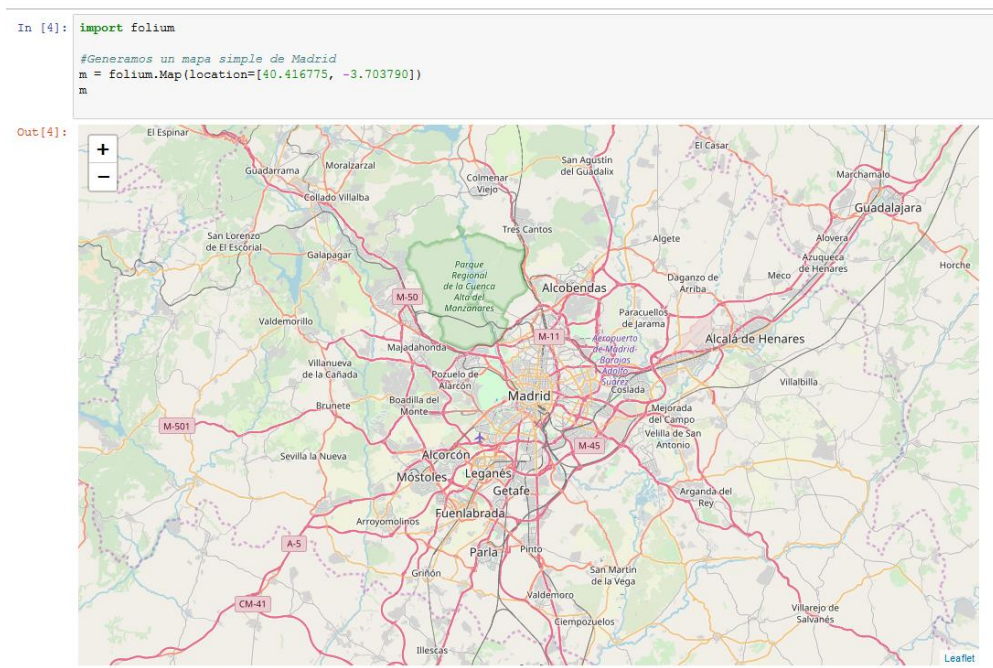 In [4]: import folium
#Generamos un mapa simple de Madrid
m = folium.Map(location=[40.416775, -3.703790])
m
Out[4]:
+
−
El Espinar
Guadarrama
Moralzarzal
Collado Villalba
Colmenar
Viejo
San Agustín
del Guadalix
El Casar
Marchamalo
Guadalajara
San Lorenzo
de El Escorial
Galapagar
Tres Cantos
Algete
Alovera
Azuqueca
de Henares
Horche
Parque
Regional
de la Cuenca
Alta del
Manzanares
M-50
Alcobendas
Daganzo de
Arriba
Meco
Valdemorillo
Paracuellos
de Jarama
M-11
Majadahonda
Aeropuerto
de-Madrid-
Barajas
Adolfo
Suárez
Alcalá de Henares
Villanueva
de la Cañada
Pozuelo de
Alarcón
Madrid
Coslada
Villalbilla
Brunete
Boadilla del
Monte
Mejorada
del Campo
M-501
Velilla de San
Antonio
M-45
Sevilla la Nueva
Alcorcón
Móstoles
Leganés
Getafe
Arganda del
Rey
Arroyomolinos
Fuenlabrada
A-5
Parla
Pinto
Griñón
San Martín
de la Vega
Valdemoro
CM-41
Ciempozuelos
Villarejo de
Salvanés
Illescas
Leaflet